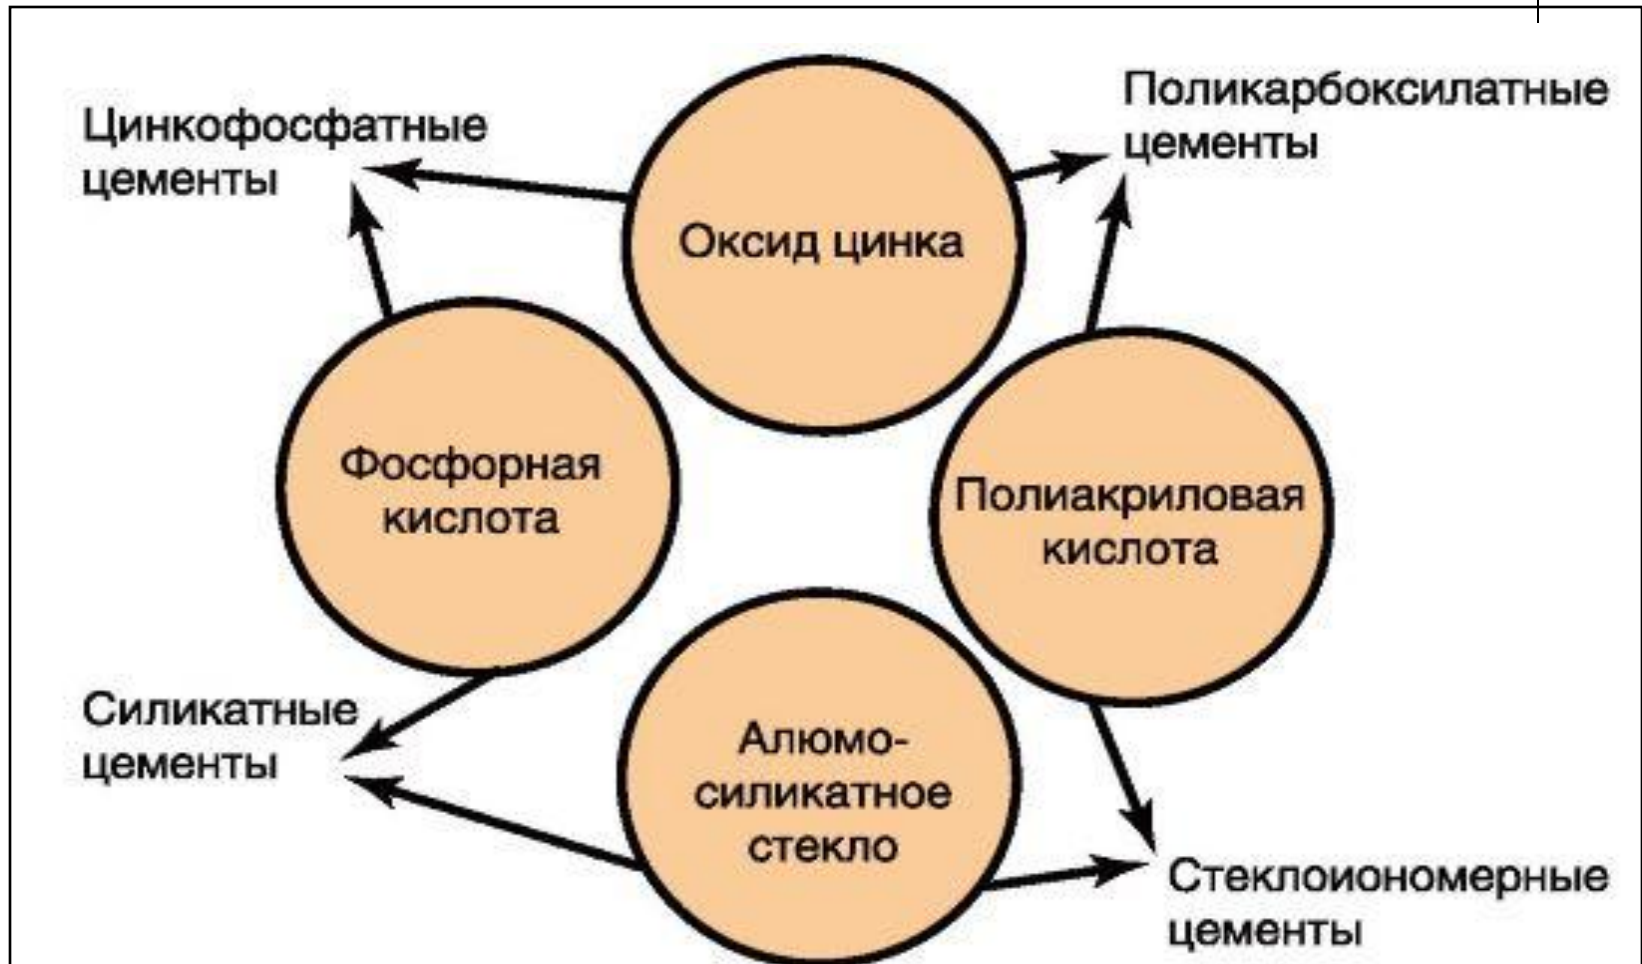 Цинкофосфатные
цементы
Поликарбоксилатные
цементы
Оксид цинка
Фосфорная
кислота
Полиакриловая
кислота
Силикатные
цементы
Алюмо-
силикатное
стекло
Стеклоиономерные
цементы